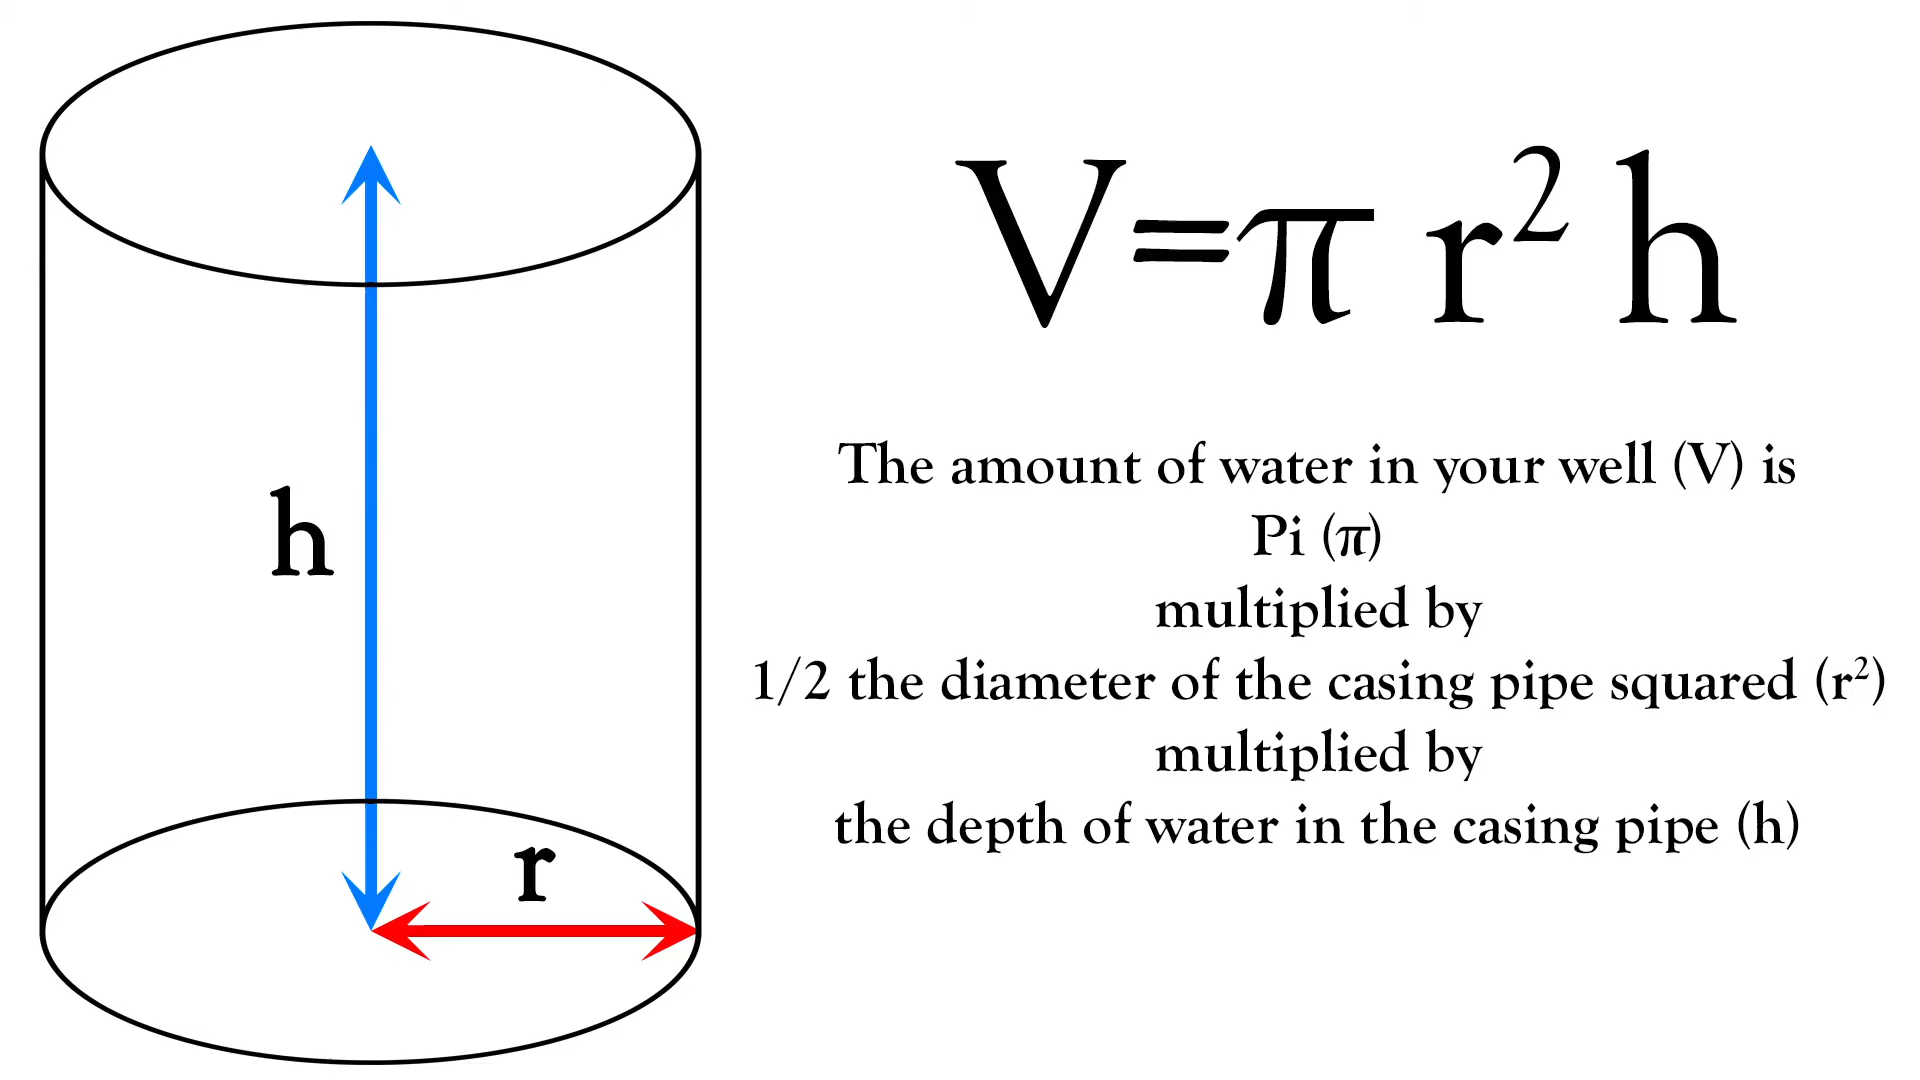 V=π r² h
The amount of water in your well (V) is
Pi (π)
multiplied by
1/2 the diameter of the casing pipe squared (r²)
multiplied by
the depth of water in the casing pipe (h)
h
r